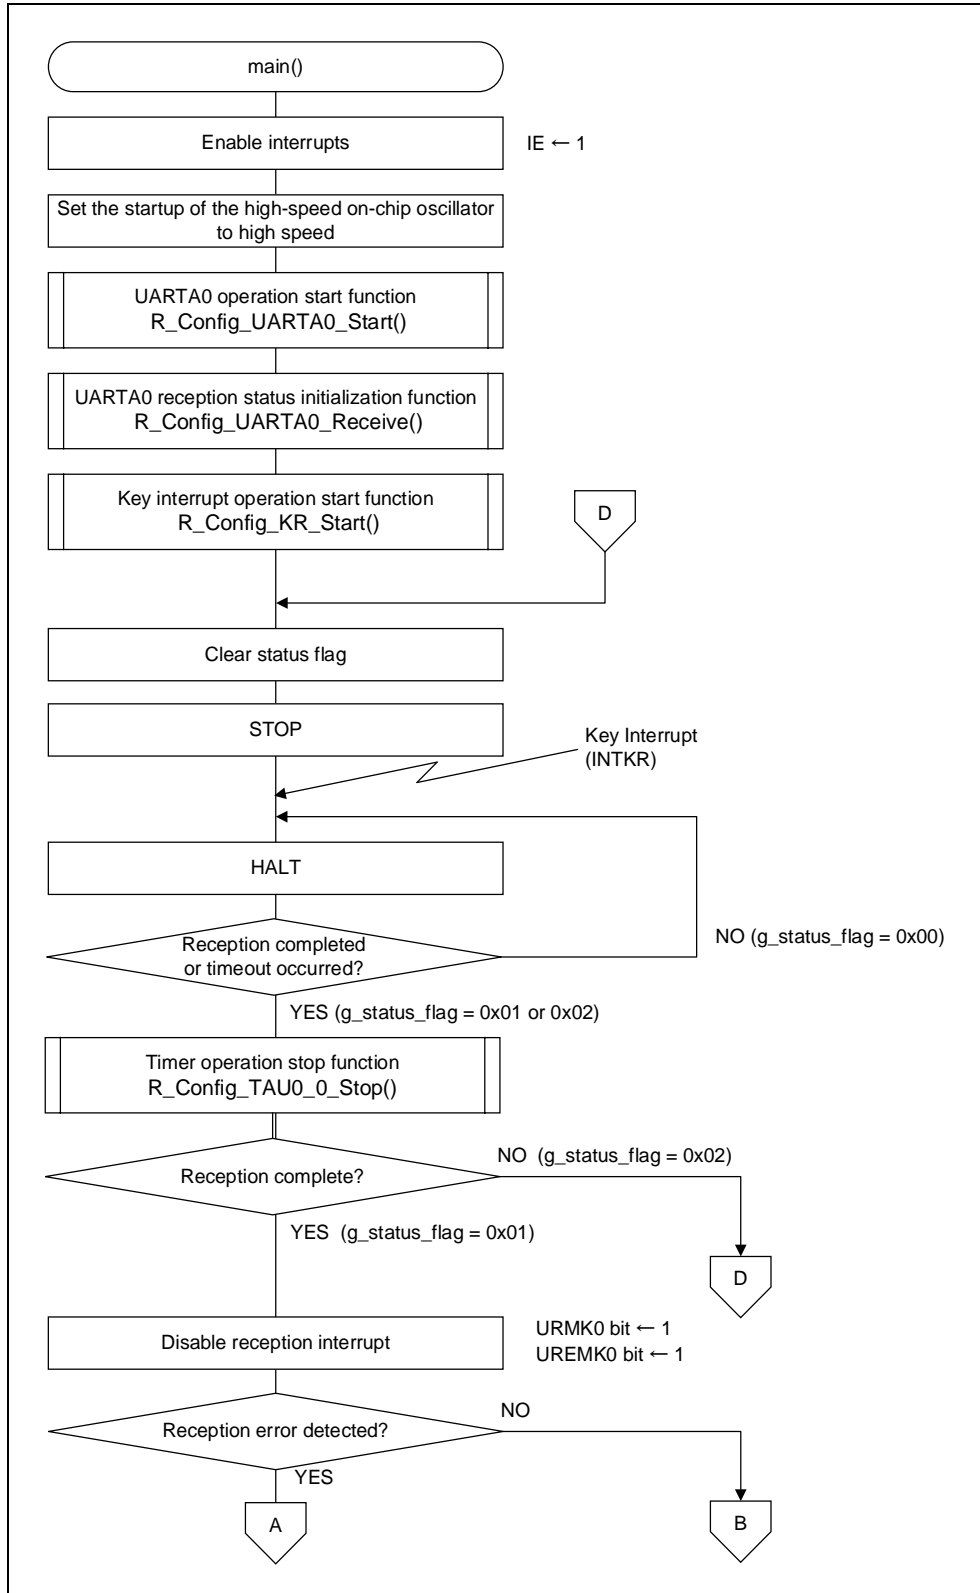 main()
Enable interrupts
IE ← 1
Set the startup of the high-speed on-chip oscillator
to high speed
UARTA0 operation start function
R_Config_UARTA0_Start()
UARTA0 reception status initialization function
R_Config_UARTA0_Receive()
Key interrupt operation start function
R_Config_KR_Start()
D
Clear status flag
STOP
Key Interrupt
(INTKR)
HALT
Reception completed
or timeout occurred?
NO (g_status_flag = 0x00)
YES (g_status_flag = 0x01 or 0x02)
Timer operation stop function
R_Config_TAU0_0_Stop()
Reception complete?
NO (g_status_flag = 0x02)
YES (g_status_flag = 0x01)
D
Disable reception interrupt
URMK0 bit ← 1
UREMK0 bit ← 1
Reception error detected?
NO
YES
A
B